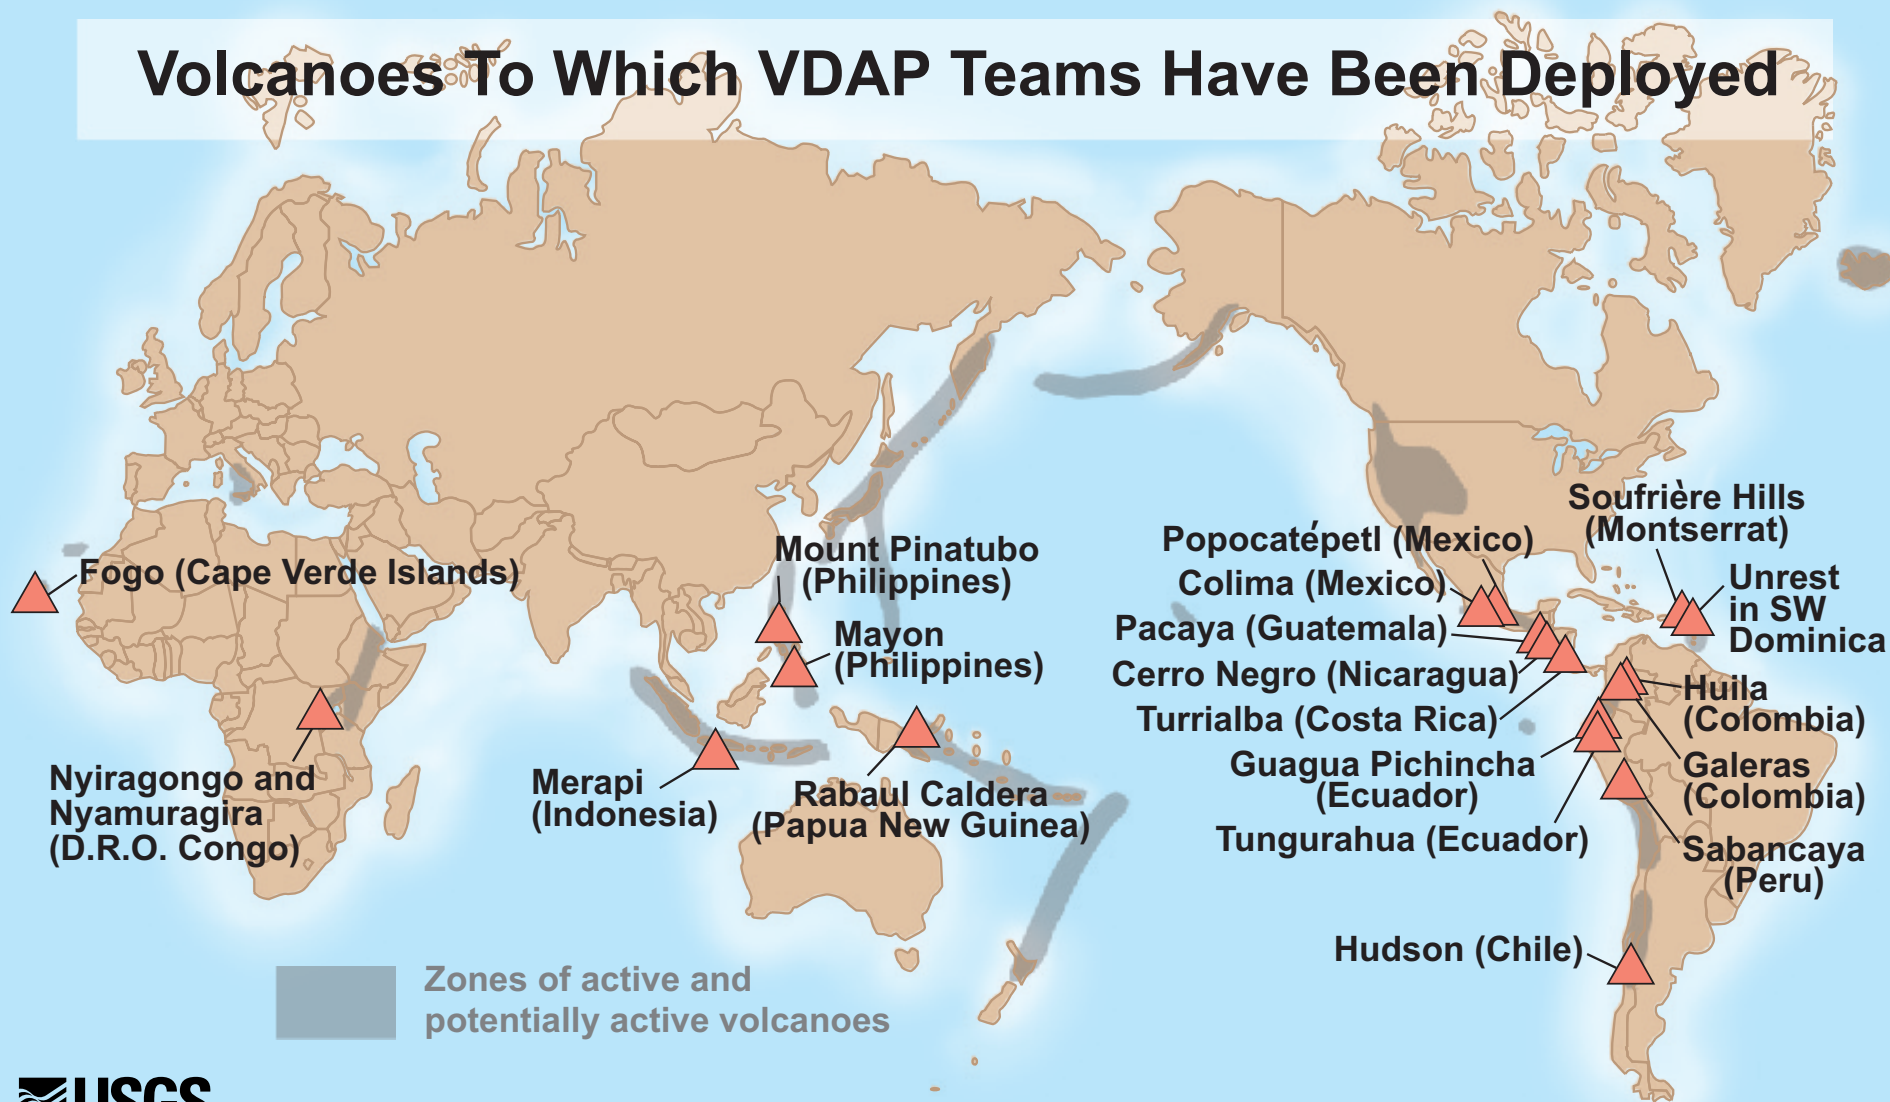 Volcanoes To Which VDAP Teams Have Been Deployed
Fogo (Cape Verde Islands)
Mount Pinatubo
(Philippines)
Mayon
(Philippines)
Nyiragongo and
Nyamuragira
(D.R.O. Congo)
Merapi
(Indonesia)
Rabaul Caldera
(Papua New Guinea)
Soufrière Hills
(Montserrat)
Popocatépetl (Mexico)
Colima (Mexico)
Unrest
in SW
Dominica
Pacaya (Guatemala)
Cerro Negro (Nicaragua)
Turrialba (Costa Rica)
Huila
(Colombia)
Guagua Pichincha
(Ecuador)
Galeras
(Colombia)
Tungurahua (Ecuador)
Sabancaya
(Peru)
Hudson (Chile)
Zones of active and
potentially active volcanoes
USGS